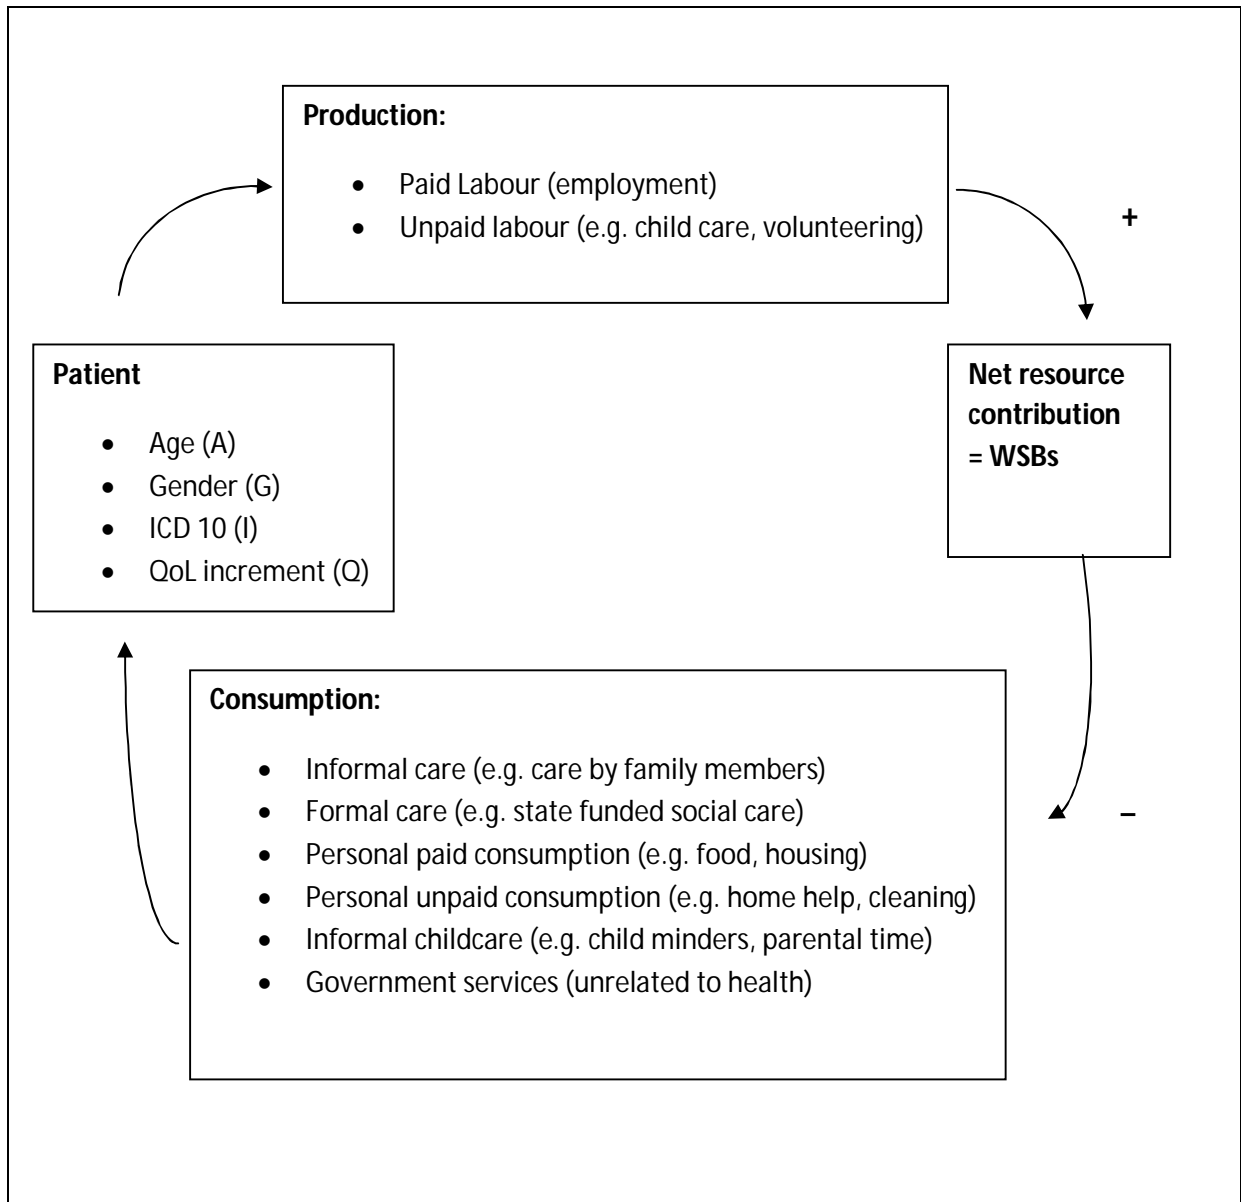 Production:
• Paid Labour (employment)
• Unpaid labour (e.g. child care, volunteering)
+
Patient
• Age (A)
• Gender (G)
• ICD 10 (I)
• QoL increment (Q)
Net resource
contribution
= WSBs
Consumption:
• Informal care (e.g. care by family members)
• Formal care (e.g. state funded social care)
• Personal paid consumption (e.g. food, housing)
• Personal unpaid consumption (e.g. home help, cleaning)
• Informal childcare (e.g. child minders, parental time)
• Government services (unrelated to health)
–